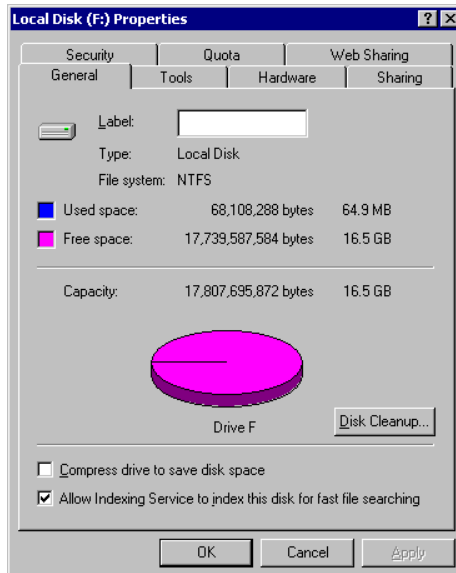 Local Disk (F:) Properties
Security Quota Web Sharing
General Tools Hardware Sharing
Label:
Type: Local Disk
File system: NTFS
Used space: 68,108,288 bytes 64.9 MB
Free space: 17,739,587,584 bytes 16.5 GB
Capacity: 17,807,695,872 bytes 16.5 GB
Drive F
Disk Cleanup...
Compress drive to save disk space
Allow Indexing Service to index this disk for fast file searching
OK Cancel Apply